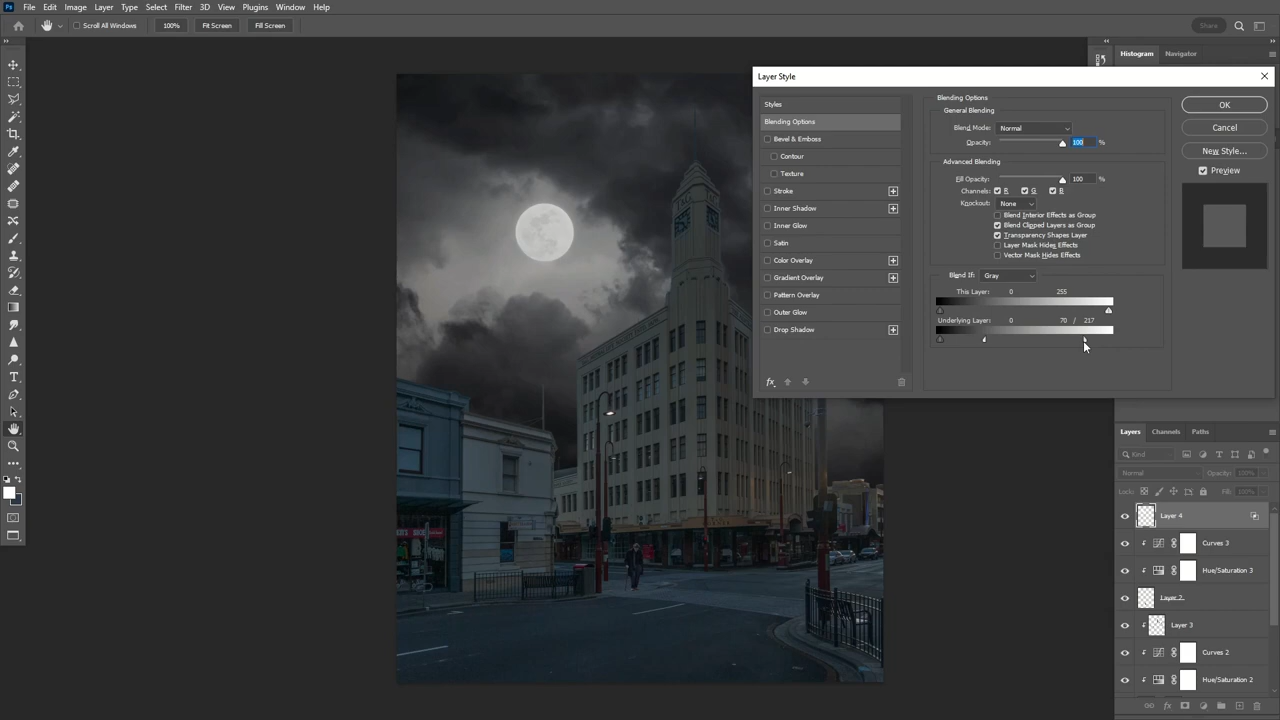 Ps File Edit Image Layer Type Select Filter 3D View Plugins Window Help
Scroll All Windows 100% Fit Screen Fill Screen Share
Histogram Navigator
Layer Style
Styles
Blending Options
Bevel & Emboss
Contour
Texture
Stroke
Inner Shadow
Inner Glow
Satin
Color Overlay
Gradient Overlay
Pattern Overlay
Outer Glow
Drop Shadow
fx
Blending Options
General Blending
Blend Mode: Normal
Opacity: 100 %
Advanced Blending
Fill Opacity: 100 %
Channels: R G B
Knockout: None
Blend Interior Effects as Group
Blend Clipped Layers as Group
Transparency Shapes Layer
Layer Mask Hides Effects
Vector Mask Hides Effects
Blend If: Gray
This Layer: 0 255
Underlying Layer: 0 70 / 217
OK
Cancel
New Style...
Preview
Layers Channels Paths
Kind
Normal Opacity: 100%
Lock: Fill: 100%
Layer 4
Curves 3
Hue/Saturation 3
Layer 2
Layer 3
Curves 2
Hue/Saturation 2
fx